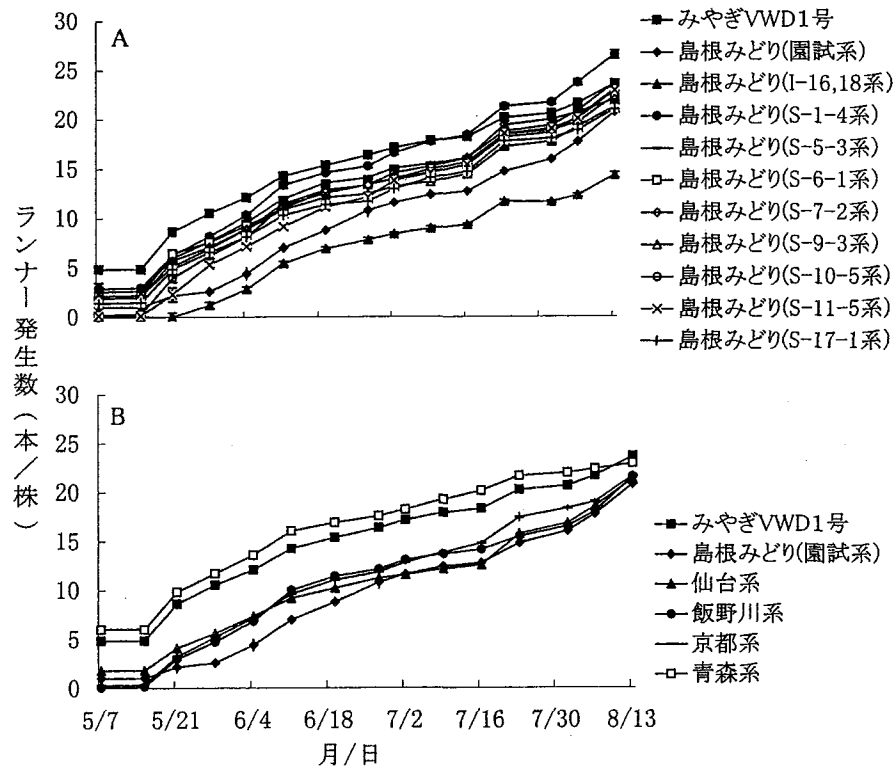 A
30
25
20
15
10
5
0
みやぎVWD1号
島根みどり(園試系)
島根みどり(I-16,18系)
島根みどり(S-1-4系)
島根みどり(S-5-3系)
島根みどり(S-6-1系)
島根みどり(S-7-2系)
島根みどり(S-9-3系)
島根みどり(S-10-5系)
島根みどり(S-11-5系)
島根みどり(S-17-1系)
ランナー発生数(本/株)
B
30
25
20
15
10
5
0
みやぎVWD1号
島根みどり(園試系)
仙台系
飯野川系
京都系
青森系
5/7 5/21 6/4 6/18 7/2 7/16 7/30 8/13
月/日